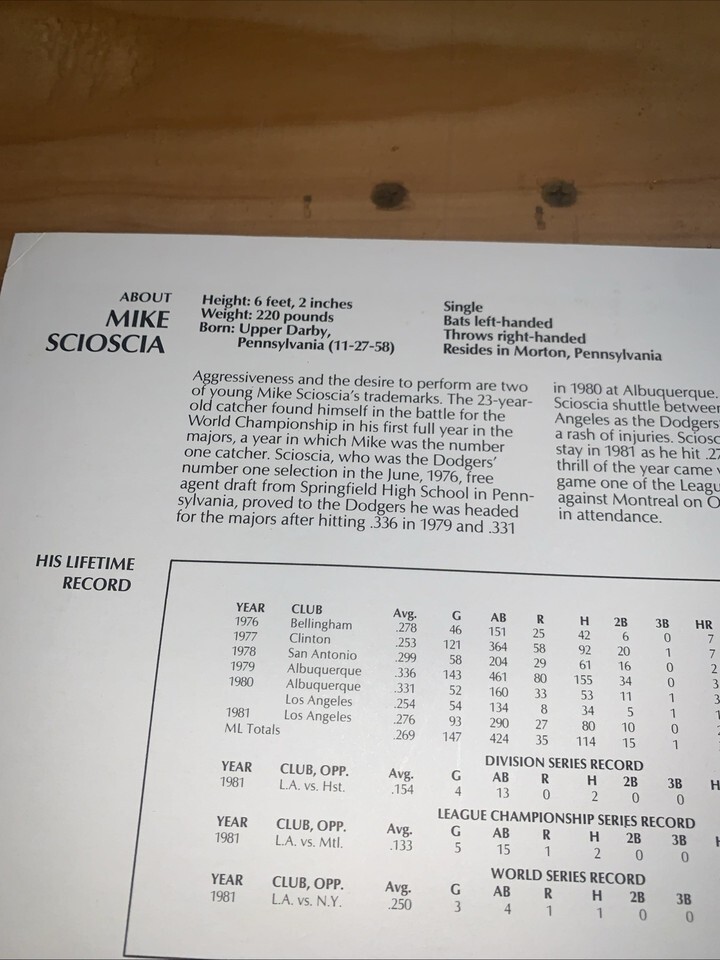 ABOUT
MIKE
SCIOSCIA
Height: 6 feet, 2 inches
Weight: 220 pounds
Born: Upper Darby,
Pennsylvania (11-27-58)
Single
Bats left-handed
Throws right-handed
Resides in Morton, Pennsylvania
Aggressiveness and the desire to perform are two
of young Mike Scioscia's trademarks. The 23-year-
old catcher found himself in the battle for the
World Championship in his first full year in the
majors, a year in which Mike was the number
one catcher. Scioscia, who was the Dodgers'
number one selection in the June, 1976, free
agent draft from Springfield High School in Penn-
sylvania, proved to the Dodgers he was headed
for the majors after hitting .336 in 1979 and .331
in 1980 at Albuquerque.
Scioscia shuttle between
Angeles as the Dodgers
a rash of injuries.
stay in 1981 as he hit
thrill of the year came
game one of the
against Montreal on
in attendance.
HIS LIFETIME
RECORD
YEAR CLUB Avg. G AB R H 2B 3B HR
1976 Bellingham .278 46 151 25 42 6 0 7
1977 Clinton .253 121 364 58 92 20 1 7
1978 San Antonio .299 58 204 29 61 16 0 2
1979 Albuquerque .336 143 461 80 155 34 0 3
1980 Albuquerque .331 52 160 33 53 11 1 3
Los Angeles .254 54 134 8 34 5 1 1
1981 Los Angeles .276 93 290 27 80 10 0
ML Totals .269 147 424 35 114 15 1
DIVISION SERIES RECORD
YEAR CLUB, OPP. Avg. G AB R H 2B 3B
1981 L.A. vs. Hst. .154 4 13 0 2 0 0
LEAGUE CHAMPIONSHIP SERIES RECORD
YEAR CLUB, OPP. Avg. G AB R H 2B 3B
1981 L.A. vs. Mtl. .133 5 15 1 2 0 0
WORLD SERIES RECORD
YEAR CLUB, OPP. Avg. G AB R H 2B 3B
1981 L.A. vs. N.Y. .250 3 4 1 1 0 0